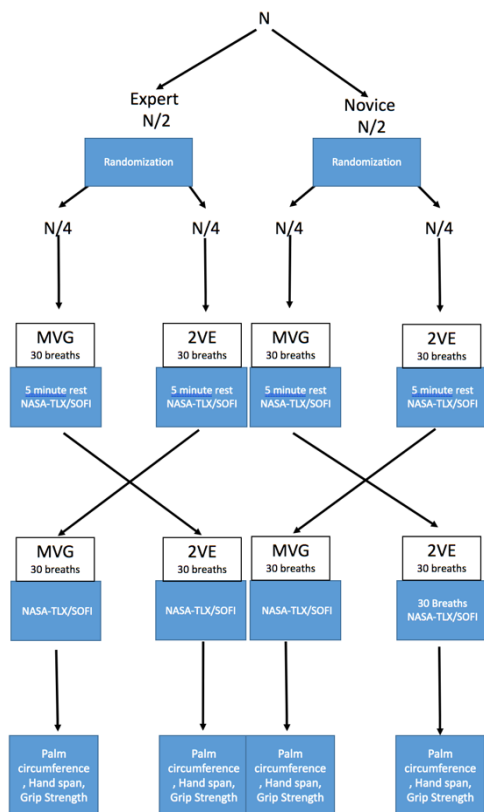 N
Expert
N/2
Novice
N/2
Randomization
Randomization
N/4
N/4
N/4
N/4
MVG
30 breaths
2VE
30 breaths
MVG
30 breaths
2VE
30 breaths
5 minute rest
NASA-TLX/SOFI
5 minute rest
NASA-TLX/SOFI
5 minute rest
NASA-TLX/SOFI
5 minute rest
NASA-TLX/SOFI
MVG
30 breaths
2VE
30 breaths
MVG
30 breaths
2VE
30 breaths
NASA-TLX/SOFI
NASA-TLX/SOFI
NASA-TLX/SOFI
30 Breaths
NASA-TLX/SOFI
Palm
circumference
, Hand span,
Grip Strength
Palm
circumference
, Hand span,
Grip Strength
Palm
circumference
, Hand span,
Grip Strength
Palm
circumference
, Hand span,
Grip Strength